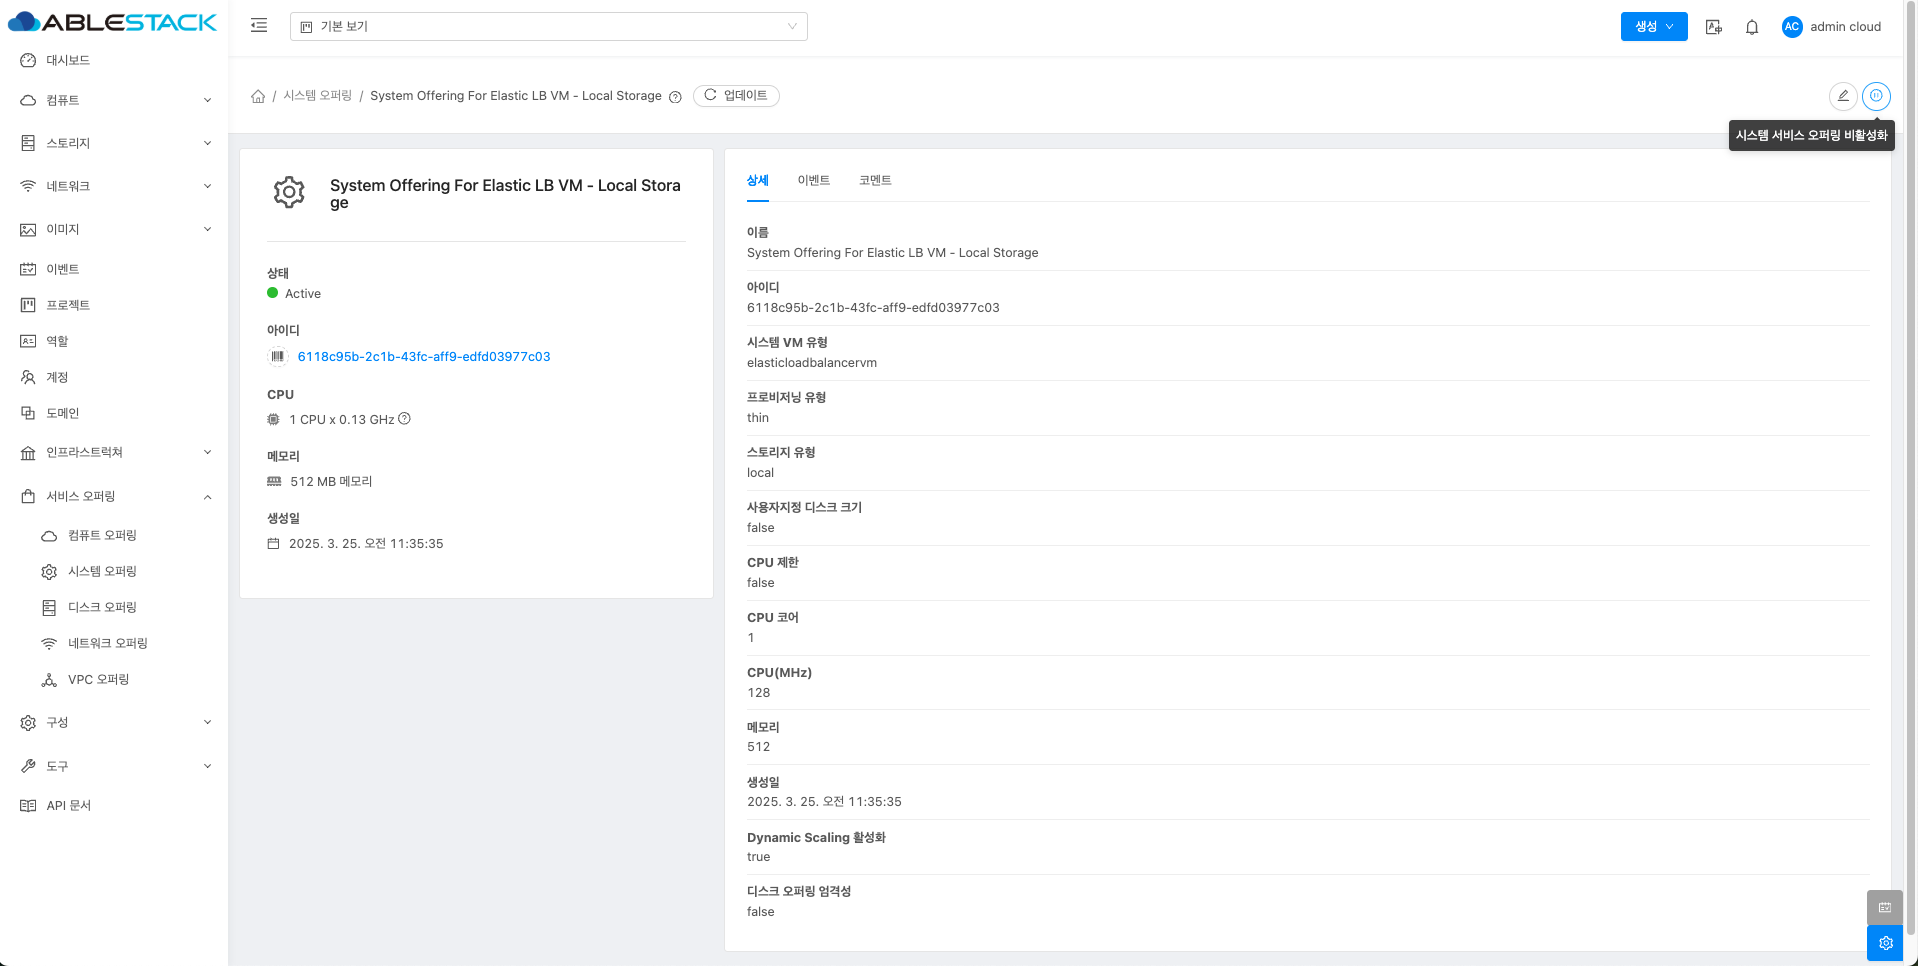 ABLESTACK
기본 보기
생성
AC
admin cloud
대시보드
컴퓨트
스토리지
네트워크
이미지
이벤트
프로젝트
역할
계정
도메인
인프라스트럭쳐
서비스 오퍼링
컴퓨트 오퍼링
시스템 오퍼링
디스크 오퍼링
네트워크 오퍼링
VPC 오퍼링
구성
도구
API 문서
/ 시스템 오퍼링 / System Offering For Elastic LB VM - Local Storage
업데이트
시스템 서비스 오퍼링 비활성화
System Offering For Elastic LB VM - Local Stora
ge
상태
Active
아이디
6118c95b-2c1b-43fc-aff9-edfd03977c03
CPU
1 CPU x 0.13 GHz
메모리
512 MB 메모리
생성일
2025. 3. 25. 오전 11:35:35
상세
이벤트
코멘트
이름
System Offering For Elastic LB VM - Local Storage
아이디
6118c95b-2c1b-43fc-aff9-edfd03977c03
시스템 VM 유형
elasticloadbalancervm
프로비저닝 유형
thin
스토리지 유형
local
사용자지정 디스크 크기
false
CPU 제한
false
CPU 코어
1
CPU(MHz)
128
메모리
512
생성일
2025. 3. 25. 오전 11:35:35
Dynamic Scaling 활성화
true
디스크 오퍼링 엄격성
false